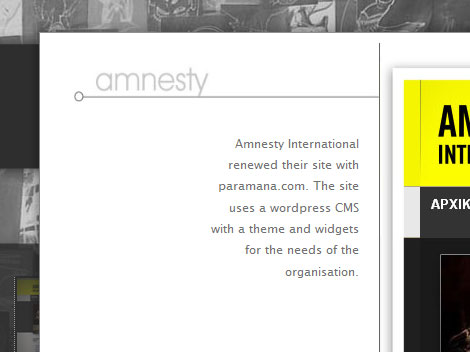 amnesty
Amnesty International
renewed their site with
paramana.com. The site
uses a wordpress CMS
with a theme and widgets
for the needs of the
organisation.
AM
INTE
ΑΡΧΙΚ